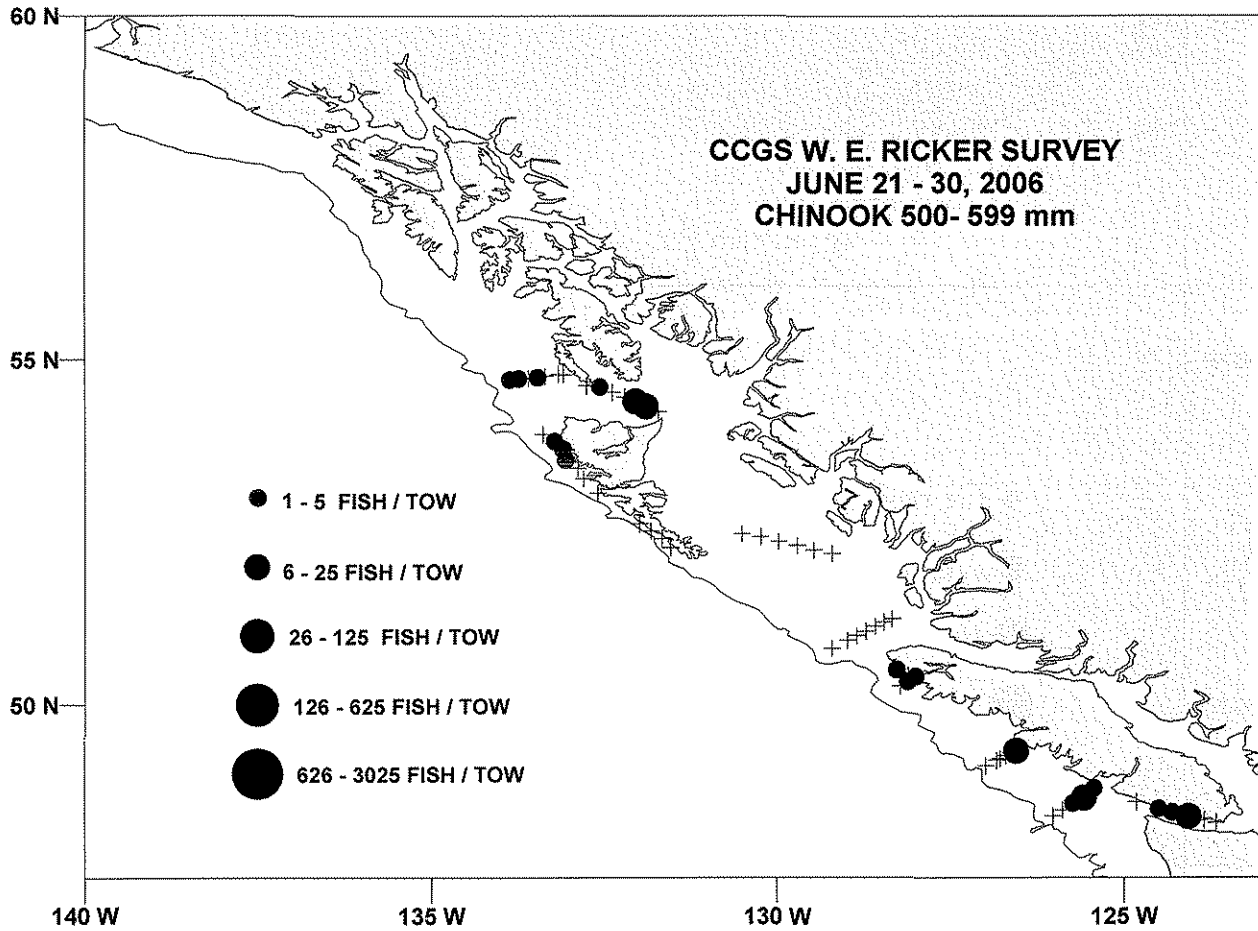 60 N
CCGS W. E. RICKER SURVEY
JUNE 21 - 30, 2006
CHINOOK 500- 599 mm
55 N
1 - 5 FISH / TOW
6 - 25 FISH / TOW
26 - 125 FISH / TOW
50 N
126 - 625 FISH / TOW
626 - 3025 FISH / TOW
140 W
135 W
130 W
125 W